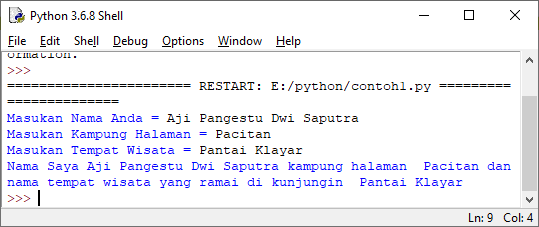 Python 3.6.8 Shell
File Edit Shell Debug Options Window Help
ormation.
>>>
======================== RESTART: E:/python/contoh1.py =========
===============
Masukan Nama Anda = Aji Pangestu Dwi Saputra
Masukan Kampung Halaman = Pacitan
Masukan Tempat Wisata = Pantai Klayar
Nama Saya Aji Pangestu Dwi Saputra kampung halaman  Pacitan dan
nama tempat wisata yang ramai di kunjungin  Pantai Klayar
>>>
Ln: 9 Col: 4